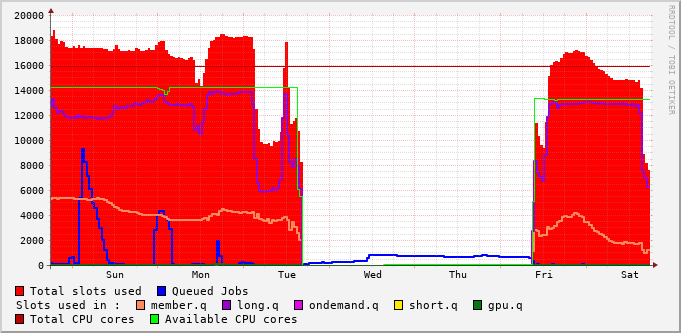 20000
18000
16000
14000
12000
10000
8000
6000
4000
2000
0
Sun Mon Tue Wed Thu Fri Sat
RRDTOOL / TOBI OETIKER
Total slots used Queued Jobs
Slots used in : member.q long.q ondemand.q short.q gpu.q
Total CPU cores Available CPU cores